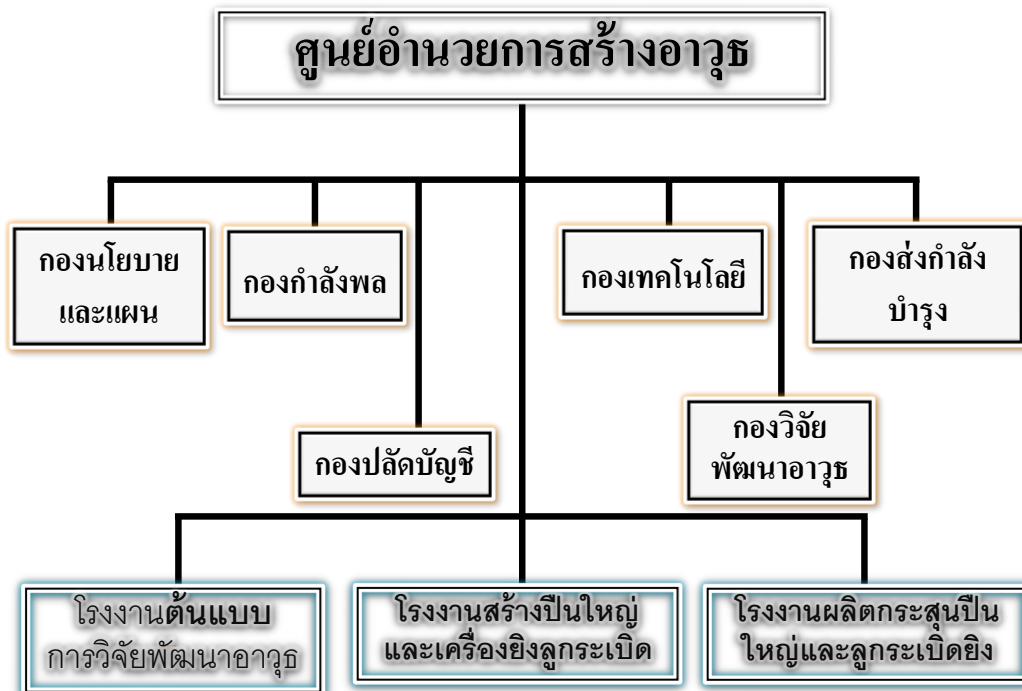 ศูนย์อำนวยการสร้างอาวุธ
กองนโยบาย
และแผน
กองกำลังพล
กองเทคโนโลยี
กองส่งกำลัง
บำรุง
กองปลัดบัญชี
กองวิจัย
พัฒนาอาวุธ
โรงงานต้นแบบ
การวิจัยพัฒนาอาวุธ
โรงงานสร้างปืนใหญ่
และเครื่องยิงลูกระเบิด
โรงงานผลิตกระสุนปืน
ใหญ่และลูกระเบิดยิง